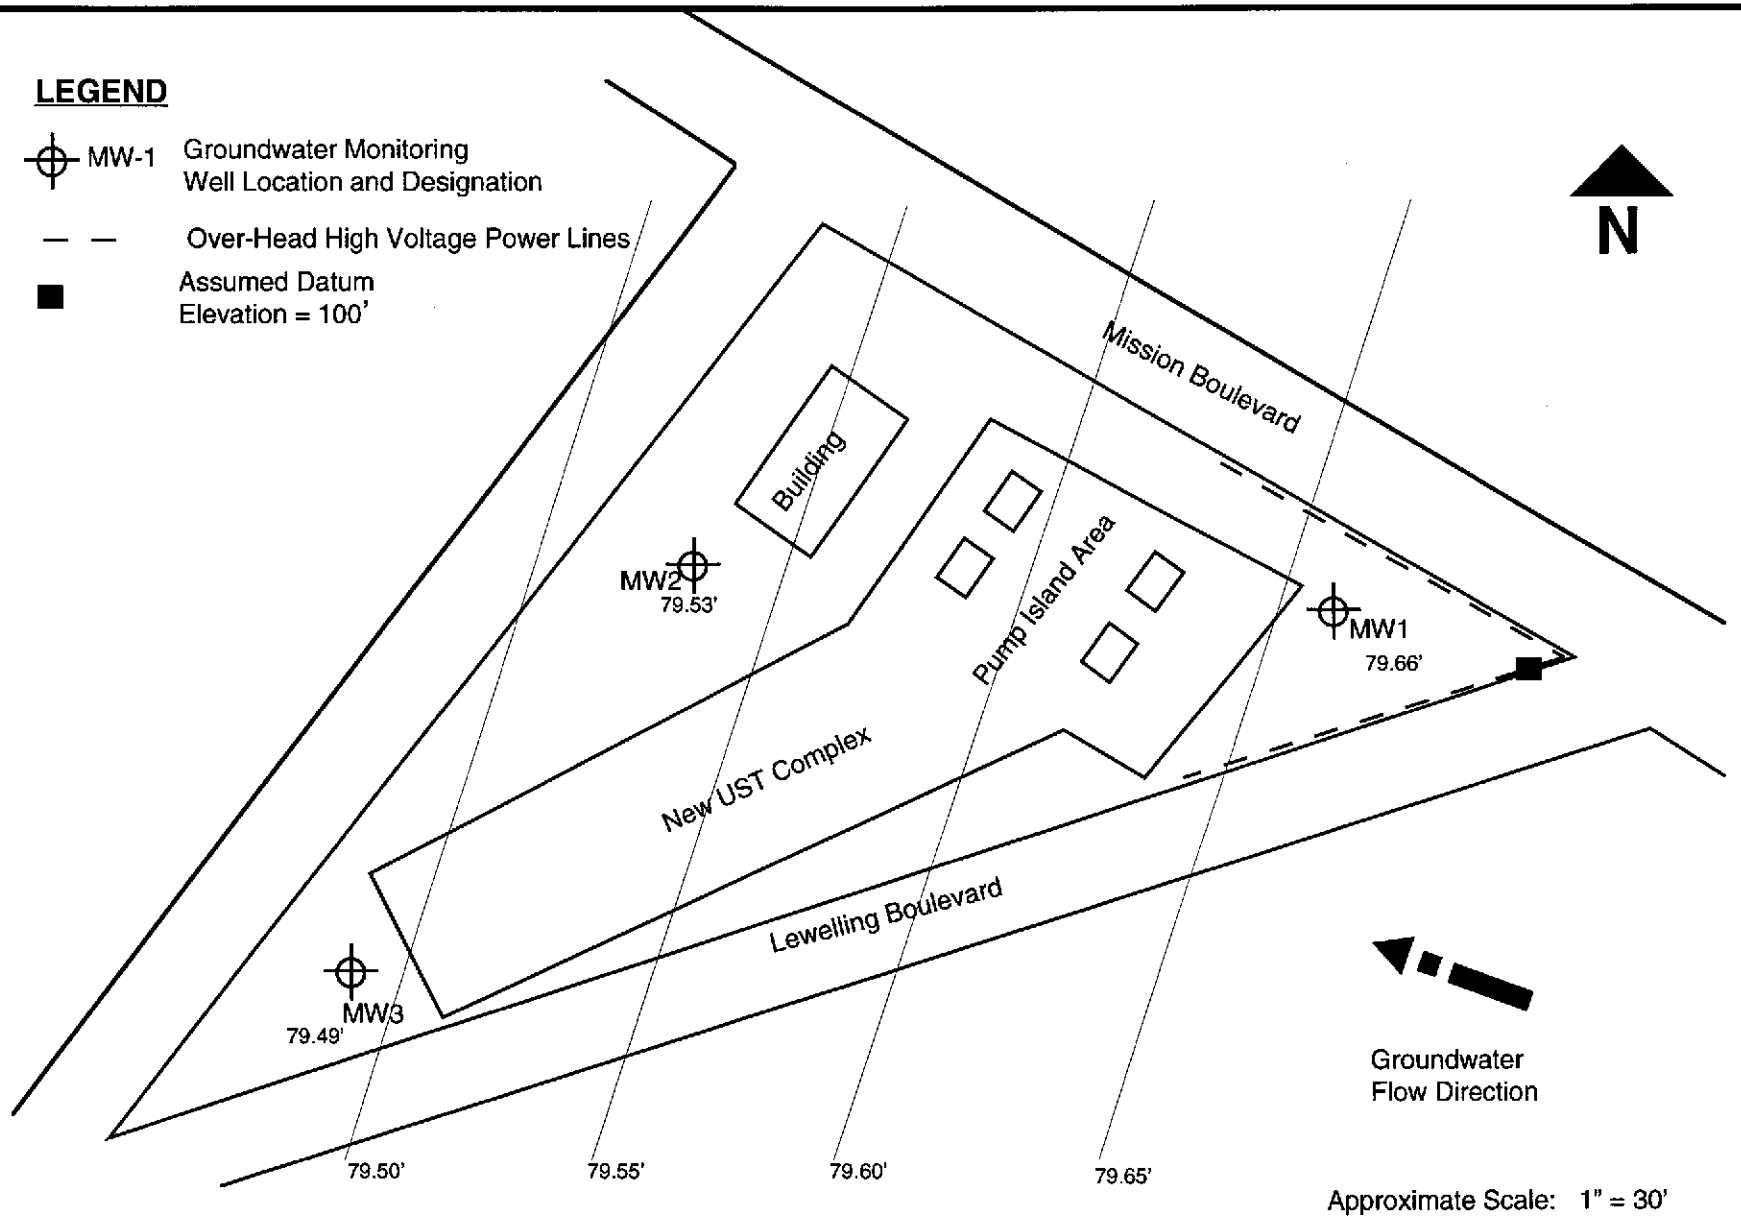 LEGEND
MW-1
Groundwater Monitoring
Well Location and Designation
Over-Head High Voltage Power Lines
Assumed Datum
Elevation = 100'
N
Mission Boulevard
Building
Pump Island Area
MW2
79.53'
MW1
79.66'
New UST Complex
Lewelling Boulevard
MW3
79.49'
Groundwater
Flow Direction
79.50'
79.55'
79.60'
79.65'
Approximate Scale: 1" = 30'